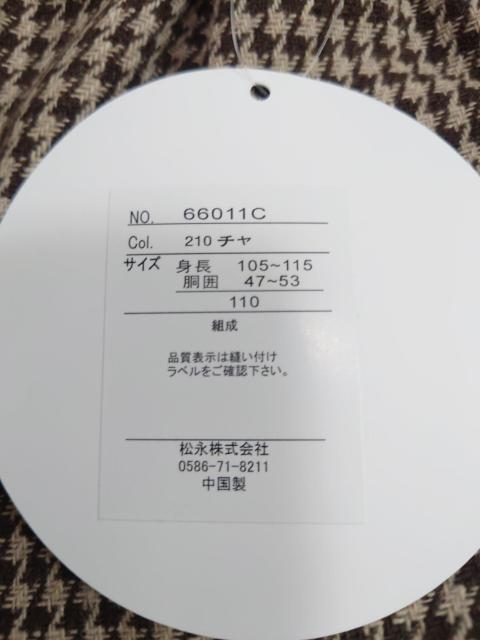 NO. 66011C
Col. 210 チャ
サイズ 身長 105~115
胴囲 47~53
110
組成
品質表示は縫い付け
ラベルをご確認下さい。
松永株式会社
0586-71-8211
中国製